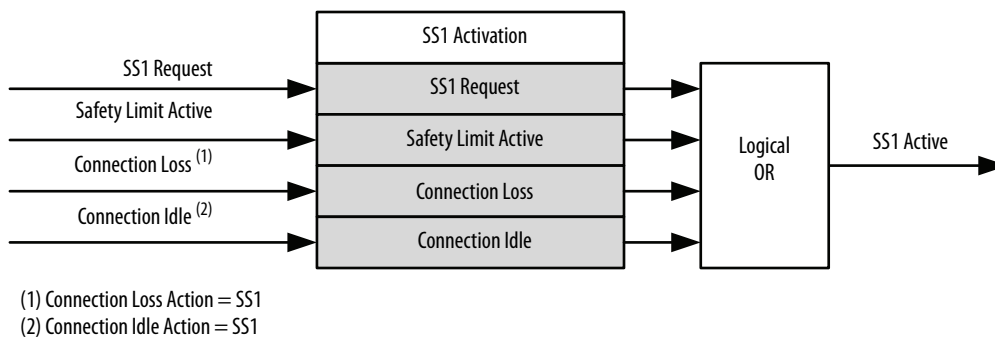 SS1 Activation
SS1 Request
SS1 Request
Safety Limit Active
Safety Limit Active
Connection Loss (1)
Connection Loss
Connection Idle (2)
Connection Idle
Logical
OR
SS1 Active
(1) Connection Loss Action = SS1
(2) Connection Idle Action = SS1